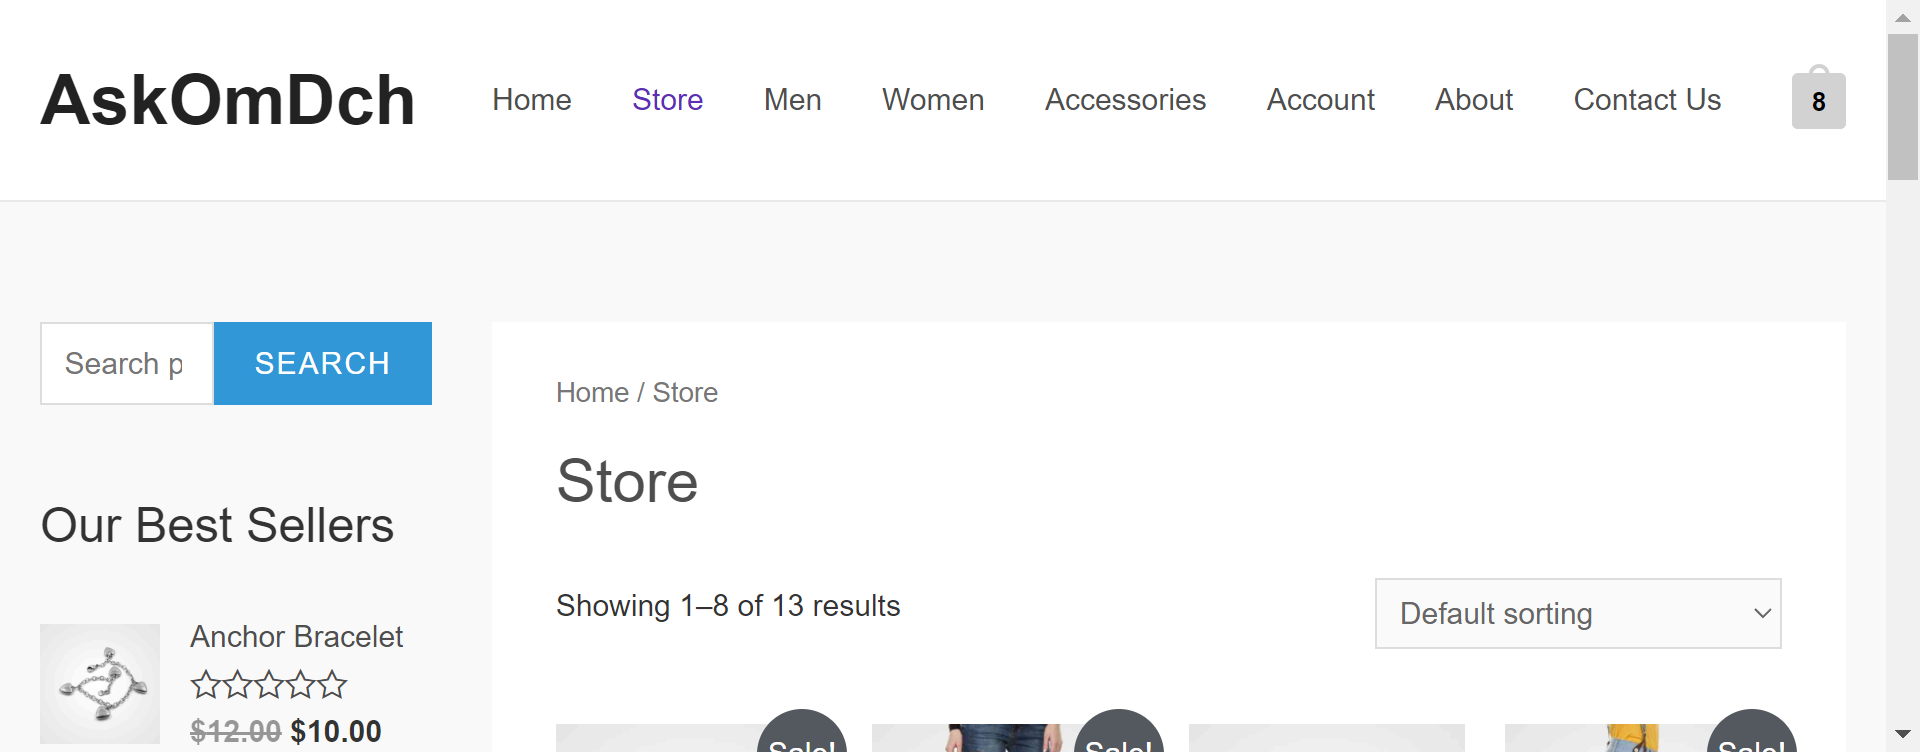 AskOmDch
Home Store Men Women Accessories Account About Contact Us 8
Search p SEARCH
Home / Store
Store
Our Best Sellers
Showing 1–8 of 13 results
Default sorting
Anchor Bracelet
$12.00 $10.00
Sale! Sale! Sale!